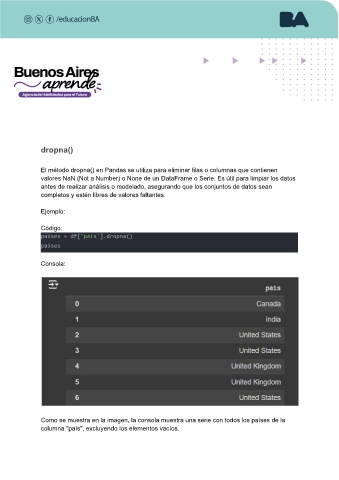 /educacionBA
BA
Buenos Aires
aprende
Agencia de Habilidades para el Futuro
dropna()
El método dropna() en Pandas se utiliza para eliminar filas o columnas que contienen
valores NaN (Not a Number) o None de un DataFrame o Serie. Es útil para limpiar los datos
antes de realizar análisis o modelado, asegurando que los conjuntos de datos sean
completos y estén libres de valores faltantes.
Ejemplo:
Código:
paises = df['pais'].dropna()
paises
Consola:
pais
0 Canada
1 India
2 United States
3 United States
4 United Kingdom
5 United Kingdom
6 United States
Como se muestra en la imagen, la consola muestra una serie con todos los países de la
columna "pais", excluyendo los elementos vacíos.